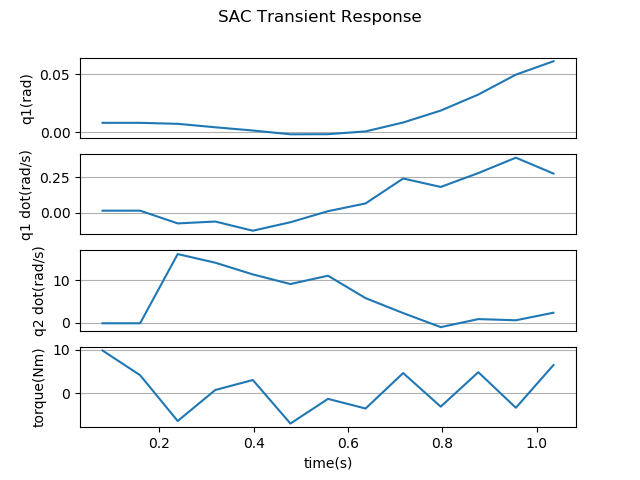 SAC Transient Response
q1(rad)
0.05
0.00
q1 dot(rad/s)
0.25
0.00
q2 dot(rad/s)
10
0
torque(Nm)
10
0
0.2 0.4 0.6 0.8 1.0
time(s)